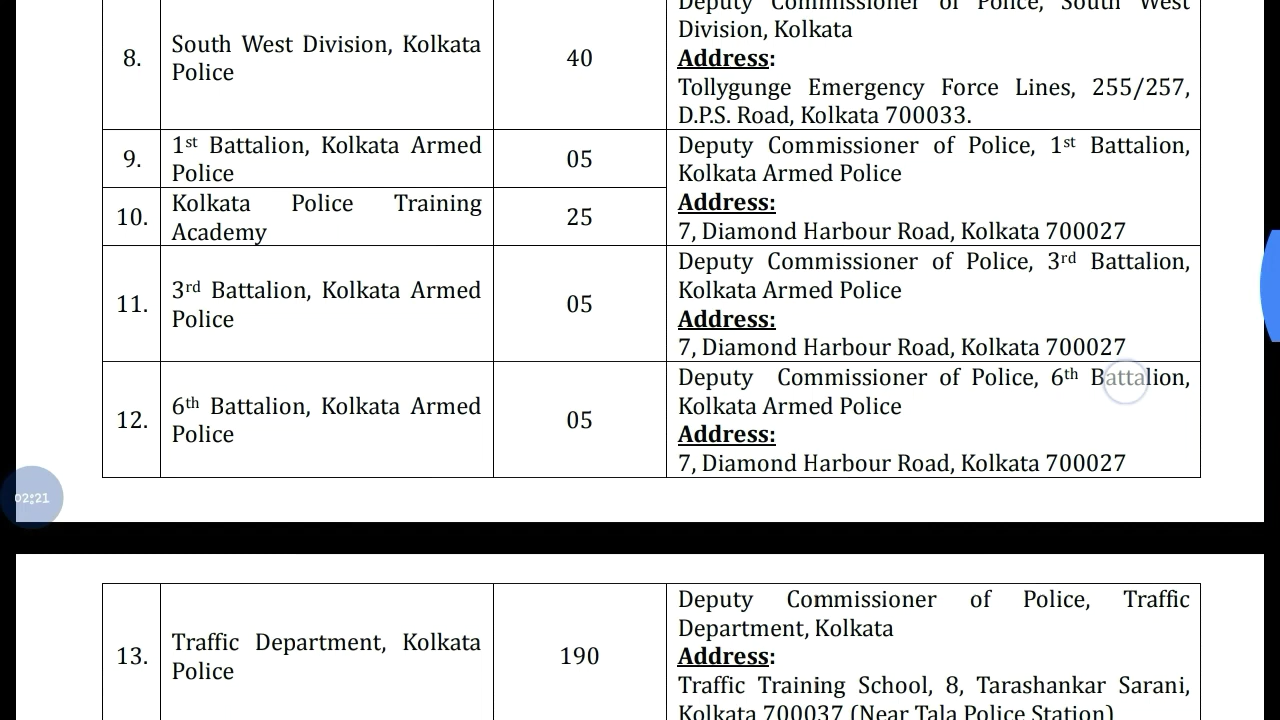 Deputy Commissioner of Police, South West
Division, Kolkata
8.
South West Division, Kolkata
Police
40
Address:
Tollygunge Emergency Force Lines, 255/257,
D.P.S. Road, Kolkata 700033.
9.
1st Battalion, Kolkata Armed
Police
05
Deputy Commissioner of Police, 1st Battalion,
Kolkata Armed Police
Address:
7, Diamond Harbour Road, Kolkata 700027
10.
Kolkata Police Training
Academy
25
11.
3rd Battalion, Kolkata Armed
Police
05
Deputy Commissioner of Police, 3rd Battalion,
Kolkata Armed Police
Address:
7, Diamond Harbour Road, Kolkata 700027
12.
6th Battalion, Kolkata Armed
Police
05
Deputy Commissioner of Police, 6th Battalion,
Kolkata Armed Police
Address:
7, Diamond Harbour Road, Kolkata 700027
02:21
13.
Traffic Department, Kolkata
Police
190
Deputy Commissioner of Police, Traffic
Department, Kolkata
Address:
Traffic Training School, 8, Tarashankar Sarani,
Kolkata 700037 (Near Tala Police Station)